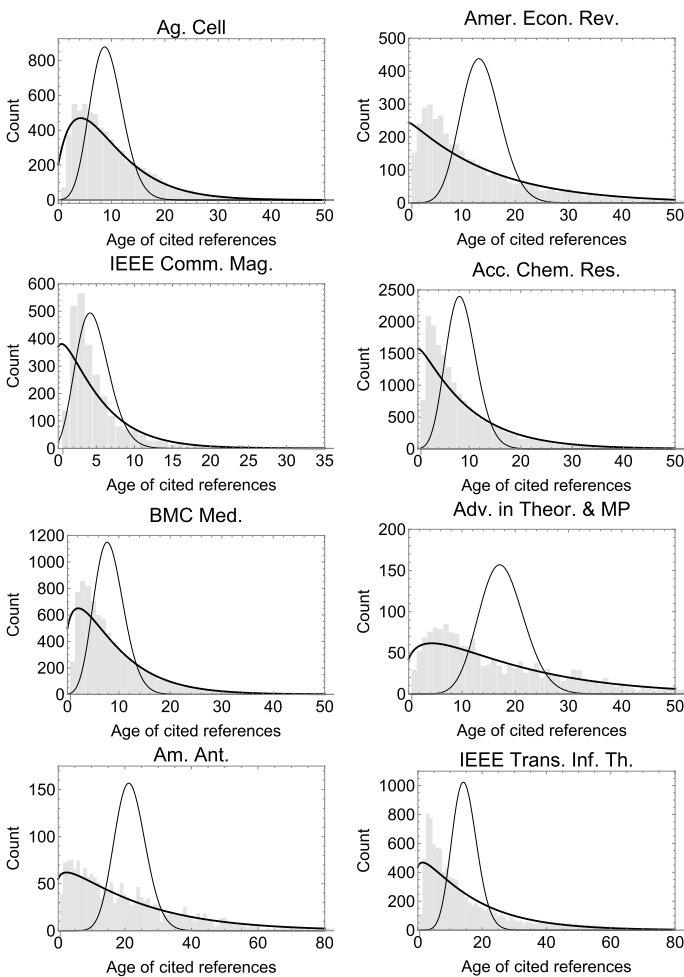 Ag. Cell
800
600
400
200
0
Count
0 10 20 30 40 50
Age of cited references
Amer. Econ. Rev.
500
400
300
200
100
0
Count
0 10 20 30 40 50
Age of cited references
IEEE Comm. Mag.
600
500
400
300
200
100
0
Count
0 5 10 15 20 25 30 35
Age of cited references
Acc. Chem. Res.
2500
2000
1500
1000
500
0
Count
0 10 20 30 40 50
Age of cited references
BMC Med.
1200
1000
800
600
400
200
0
Count
0 10 20 30 40 50
Age of cited references
Adv. in Theor. & MP
200
150
100
50
0
Count
0 10 20 30 40 50
Age of cited references
Am. Ant.
150
100
50
0
Count
0 20 40 60 80
Age of cited references
IEEE Trans. Inf. Th.
1000
800
600
400
200
0
Count
0 20 40 60 80
Age of cited references